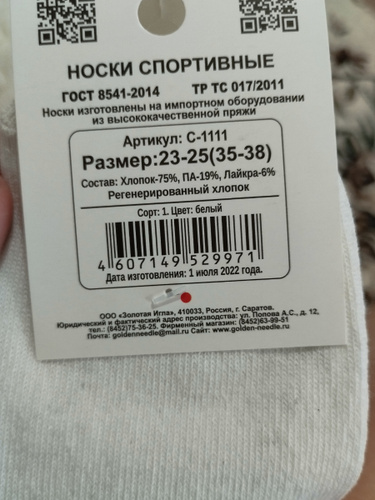 НОСКИ СПОРТИВНЫЕ
ГОСТ 8541-2014 ТР ТС 017/2011
Носки изготовлены на импортном оборудовании
из высококачественной пряжи
Артикул: С-1111
Размер:23-25(35-38)
Состав: Хлопок-75%, ПА-19%, Лайкра-6%
Регенерированный хлопок
Сорт: 1. Цвет: белый
4 607149 529971
Дата изготовления: 1 июля 2022 года.
ООО «Золотая Игла», 410033, Россия, г. Саратов.
Юридический и фактический адрес производства: ул. Попова А.С., д. 12,
тел.: (8452)75-36-25. Фирменный магазин: (8452)63-99-51
Почта: goldenneedle@mail.ru Сайт: www.golden-needle.ru